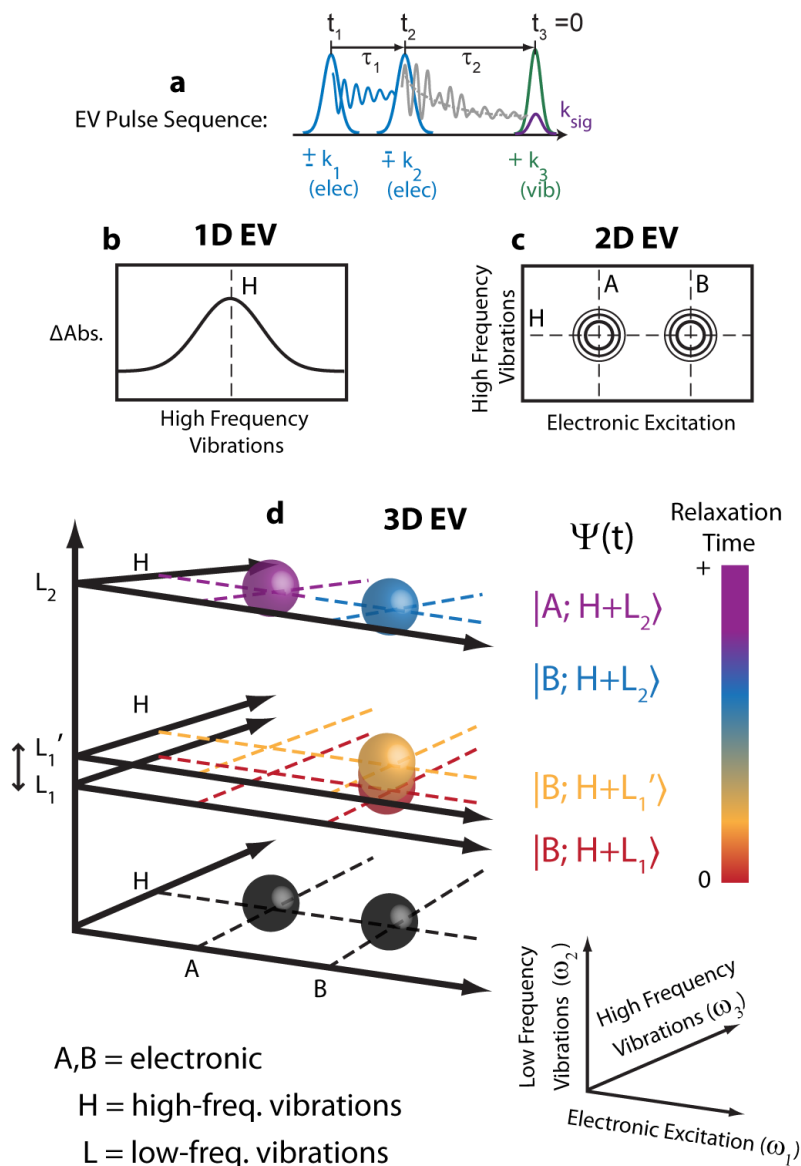 t1 t2 t3 =0
τ1 τ2
a
EV Pulse Sequence:
ksig
± k1 ∓ k2 + k3
(elec) (elec) (vib)
b 1D EV
H
ΔAbs.
High Frequency
Vibrations
c 2D EV
A B
H
High Frequency
Vibrations
Electronic Excitation
d 3D EV
Ψ(t)
Relaxation
Time
+
0
H
L2
H
L1′
L1
H
A
B
|A; H+L2⟩
|B; H+L2⟩
|B; H+L1′⟩
|B; H+L1⟩
A,B = electronic
H = high-freq. vibrations
L = low-freq. vibrations
Low Frequency
Vibrations (ω2)
High Frequency
Vibrations (ω3)
Electronic Excitation (ω1)